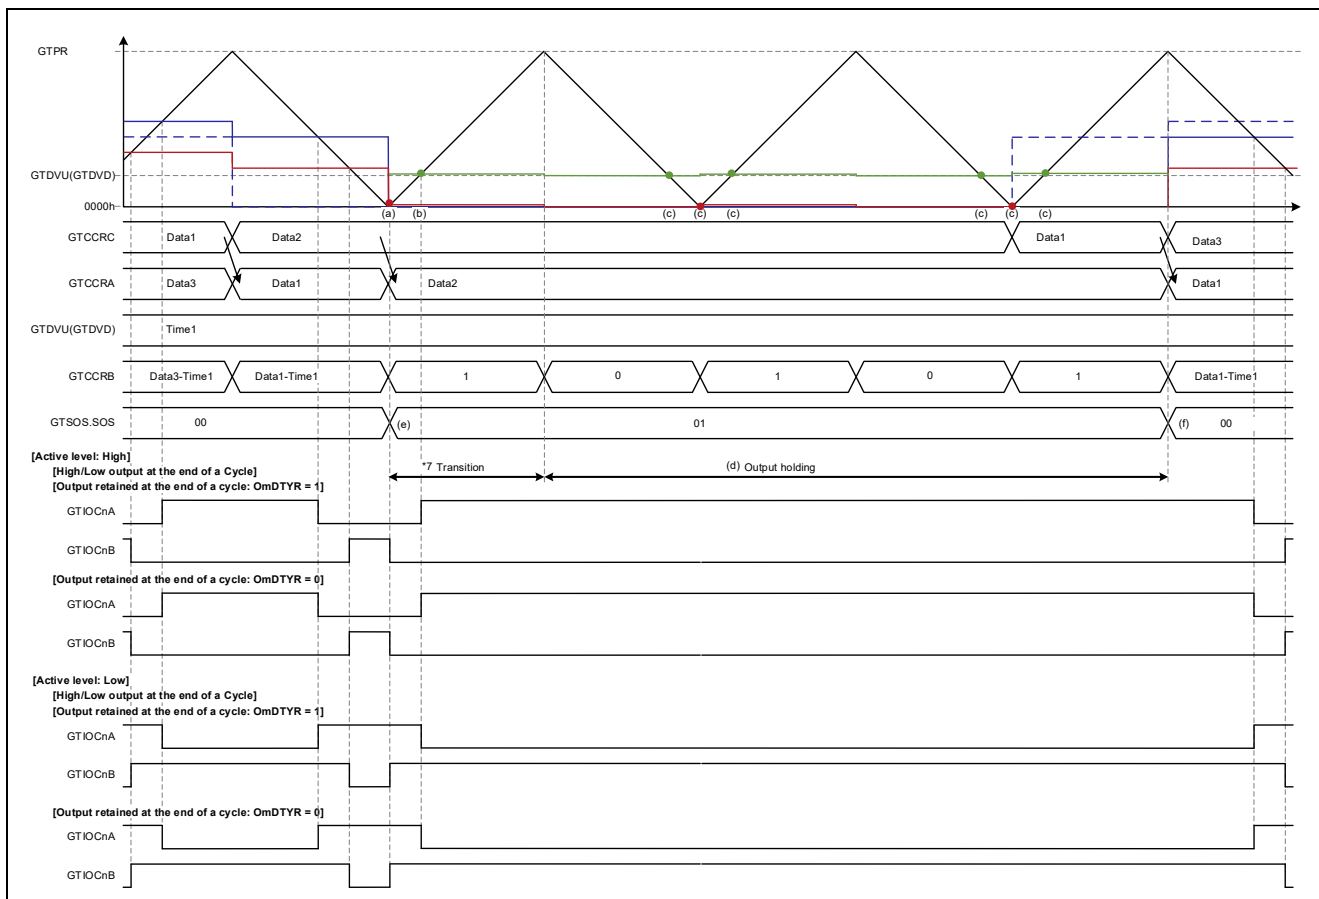 GTPR
GTDVU(GTDVD)
0000h
(a) (b) (c) (c) (c) (c) (c) (c)
GTCCRC Data1 Data2 Data1 Data3
GTCCRA Data3 Data1 Data2 Data1
GTDVU(GTDVD) Time1
GTCCRB Data3-Time1 Data1-Time1 1 0 1 0 1 Data1-Time1
GTSOS.SOS 00 (e) 01 (f) 00
[Active level: High]
*7 Transition (d) Output holding
[High/Low output at the end of a Cycle]
[Output retained at the end of a cycle: OmDTYR = 1]
GTIOCnA
GTIOCnB
[Output retained at the end of a cycle: OmDTYR = 0]
GTIOCnA
GTIOCnB
[Active level: Low]
[High/Low output at the end of a Cycle]
[Output retained at the end of a cycle: OmDTYR = 1]
GTIOCnA
GTIOCnB
[Output retained at the end of a cycle: OmDTYR = 0]
GTIOCnA
GTIOCnB